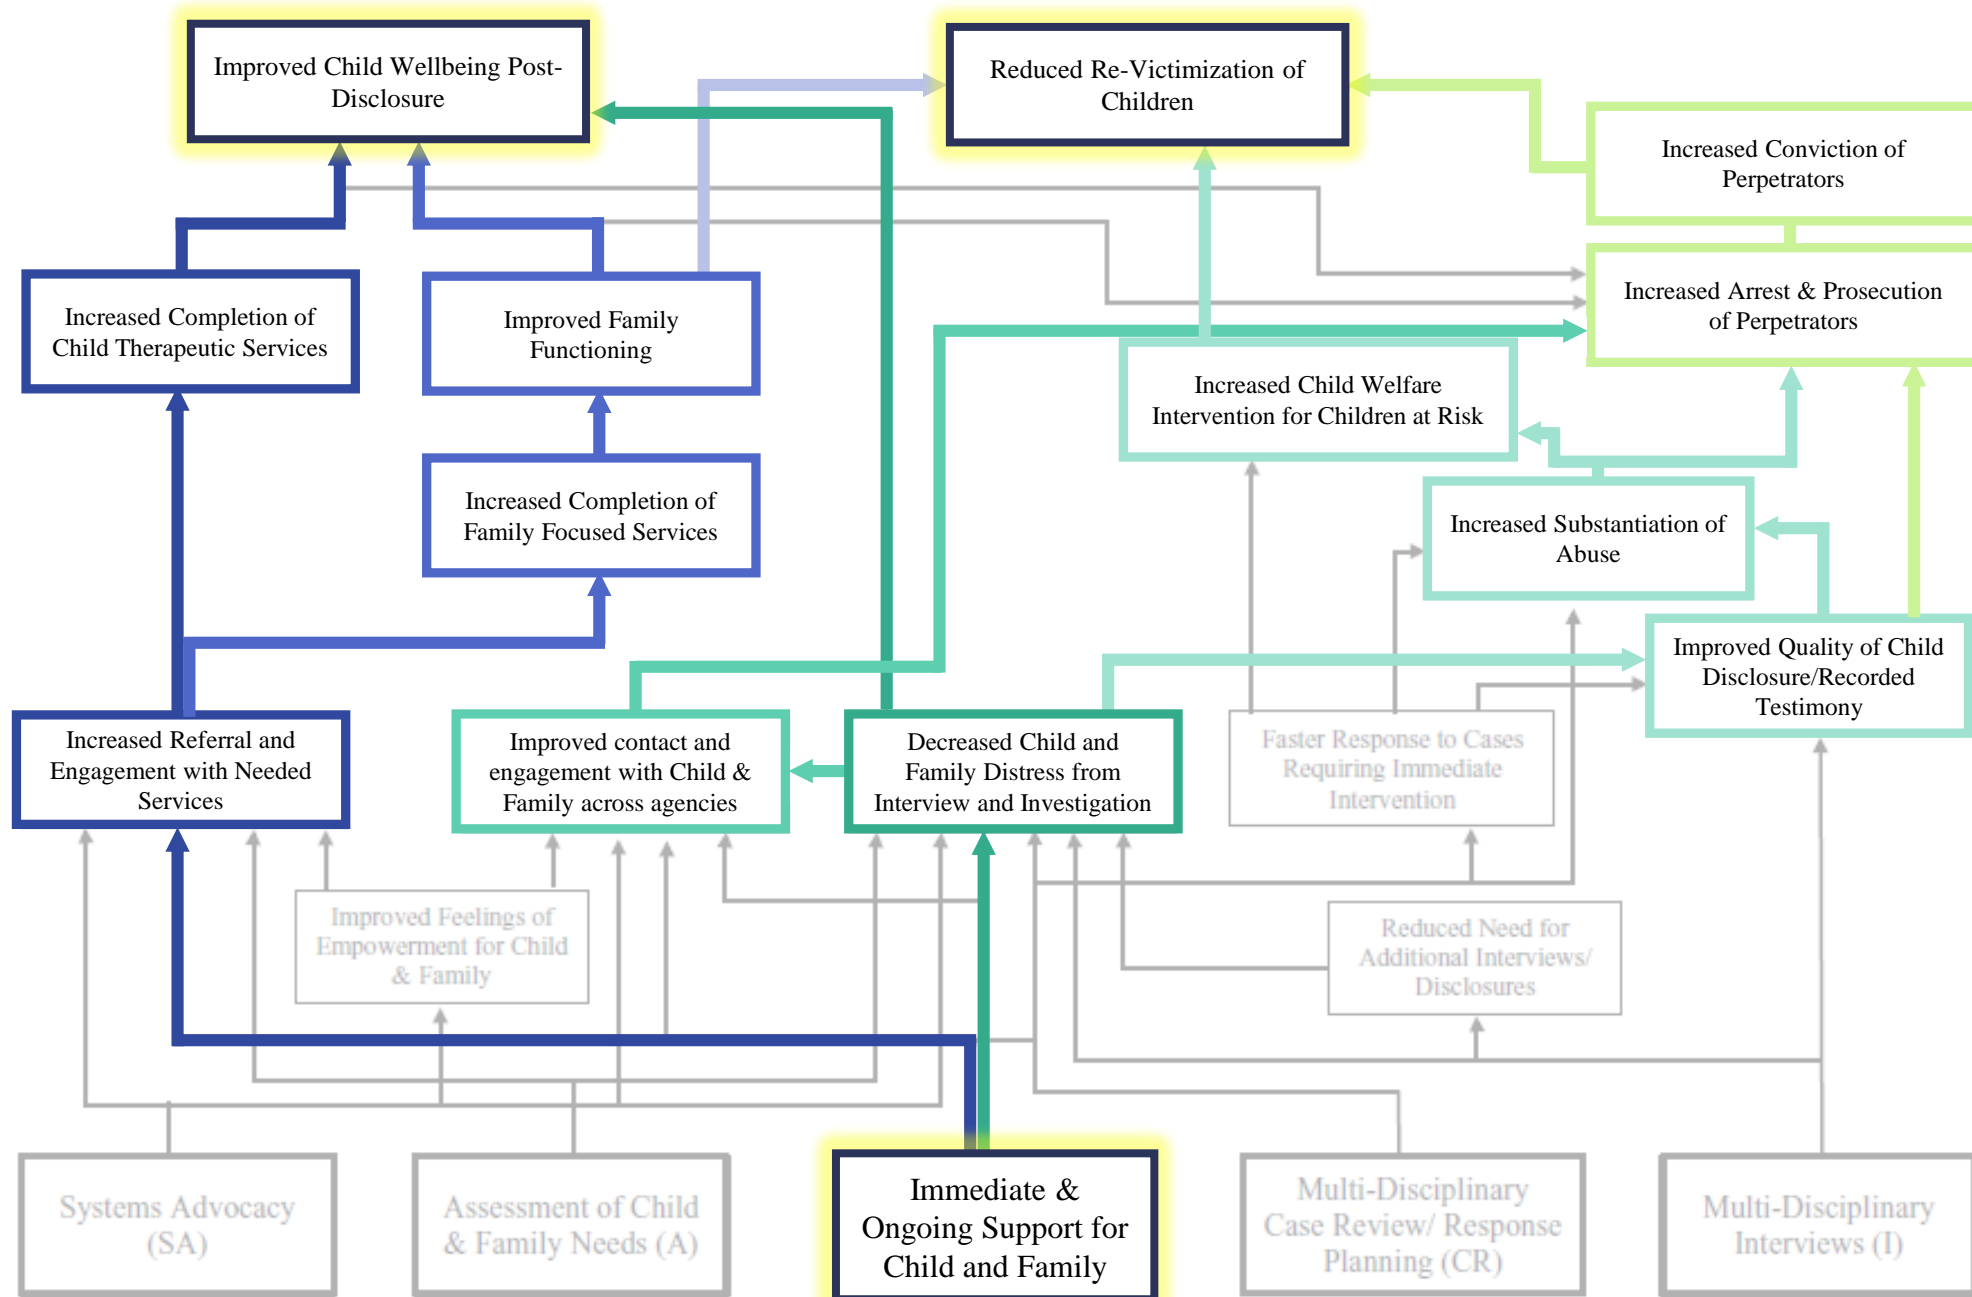 Improved Child Wellbeing Post-
Disclosure
Reduced Re-Victimization of
Children
Increased Conviction of
Perpetrators
Increased Completion of
Child Therapeutic Services
Improved Family
Functioning
Increased Arrest & Prosecution
of Perpetrators
Increased Child Welfare
Intervention for Children at Risk
Increased Completion of
Family Focused Services
Increased Substantiation of
Abuse
Improved Quality of Child
Disclosure/Recorded
Testimony
Increased Referral and
Engagement with Needed
Services
Improved contact and
engagement with Child &
Family across agencies
Decreased Child and
Family Distress from
Interview and Investigation
Faster Response to Cases
Requiring Immediate
Intervention
Improved Feelings of
Empowerment for Child
& Family
Reduced Need for
Additional Interviews/
Disclosures
Systems Advocacy
(SA)
Assessment of Child
& Family Needs (A)
Immediate &
Ongoing Support for
Child and Family
Multi-Disciplinary
Case Review/ Response
Planning (CR)
Multi-Disciplinary
Interviews (I)